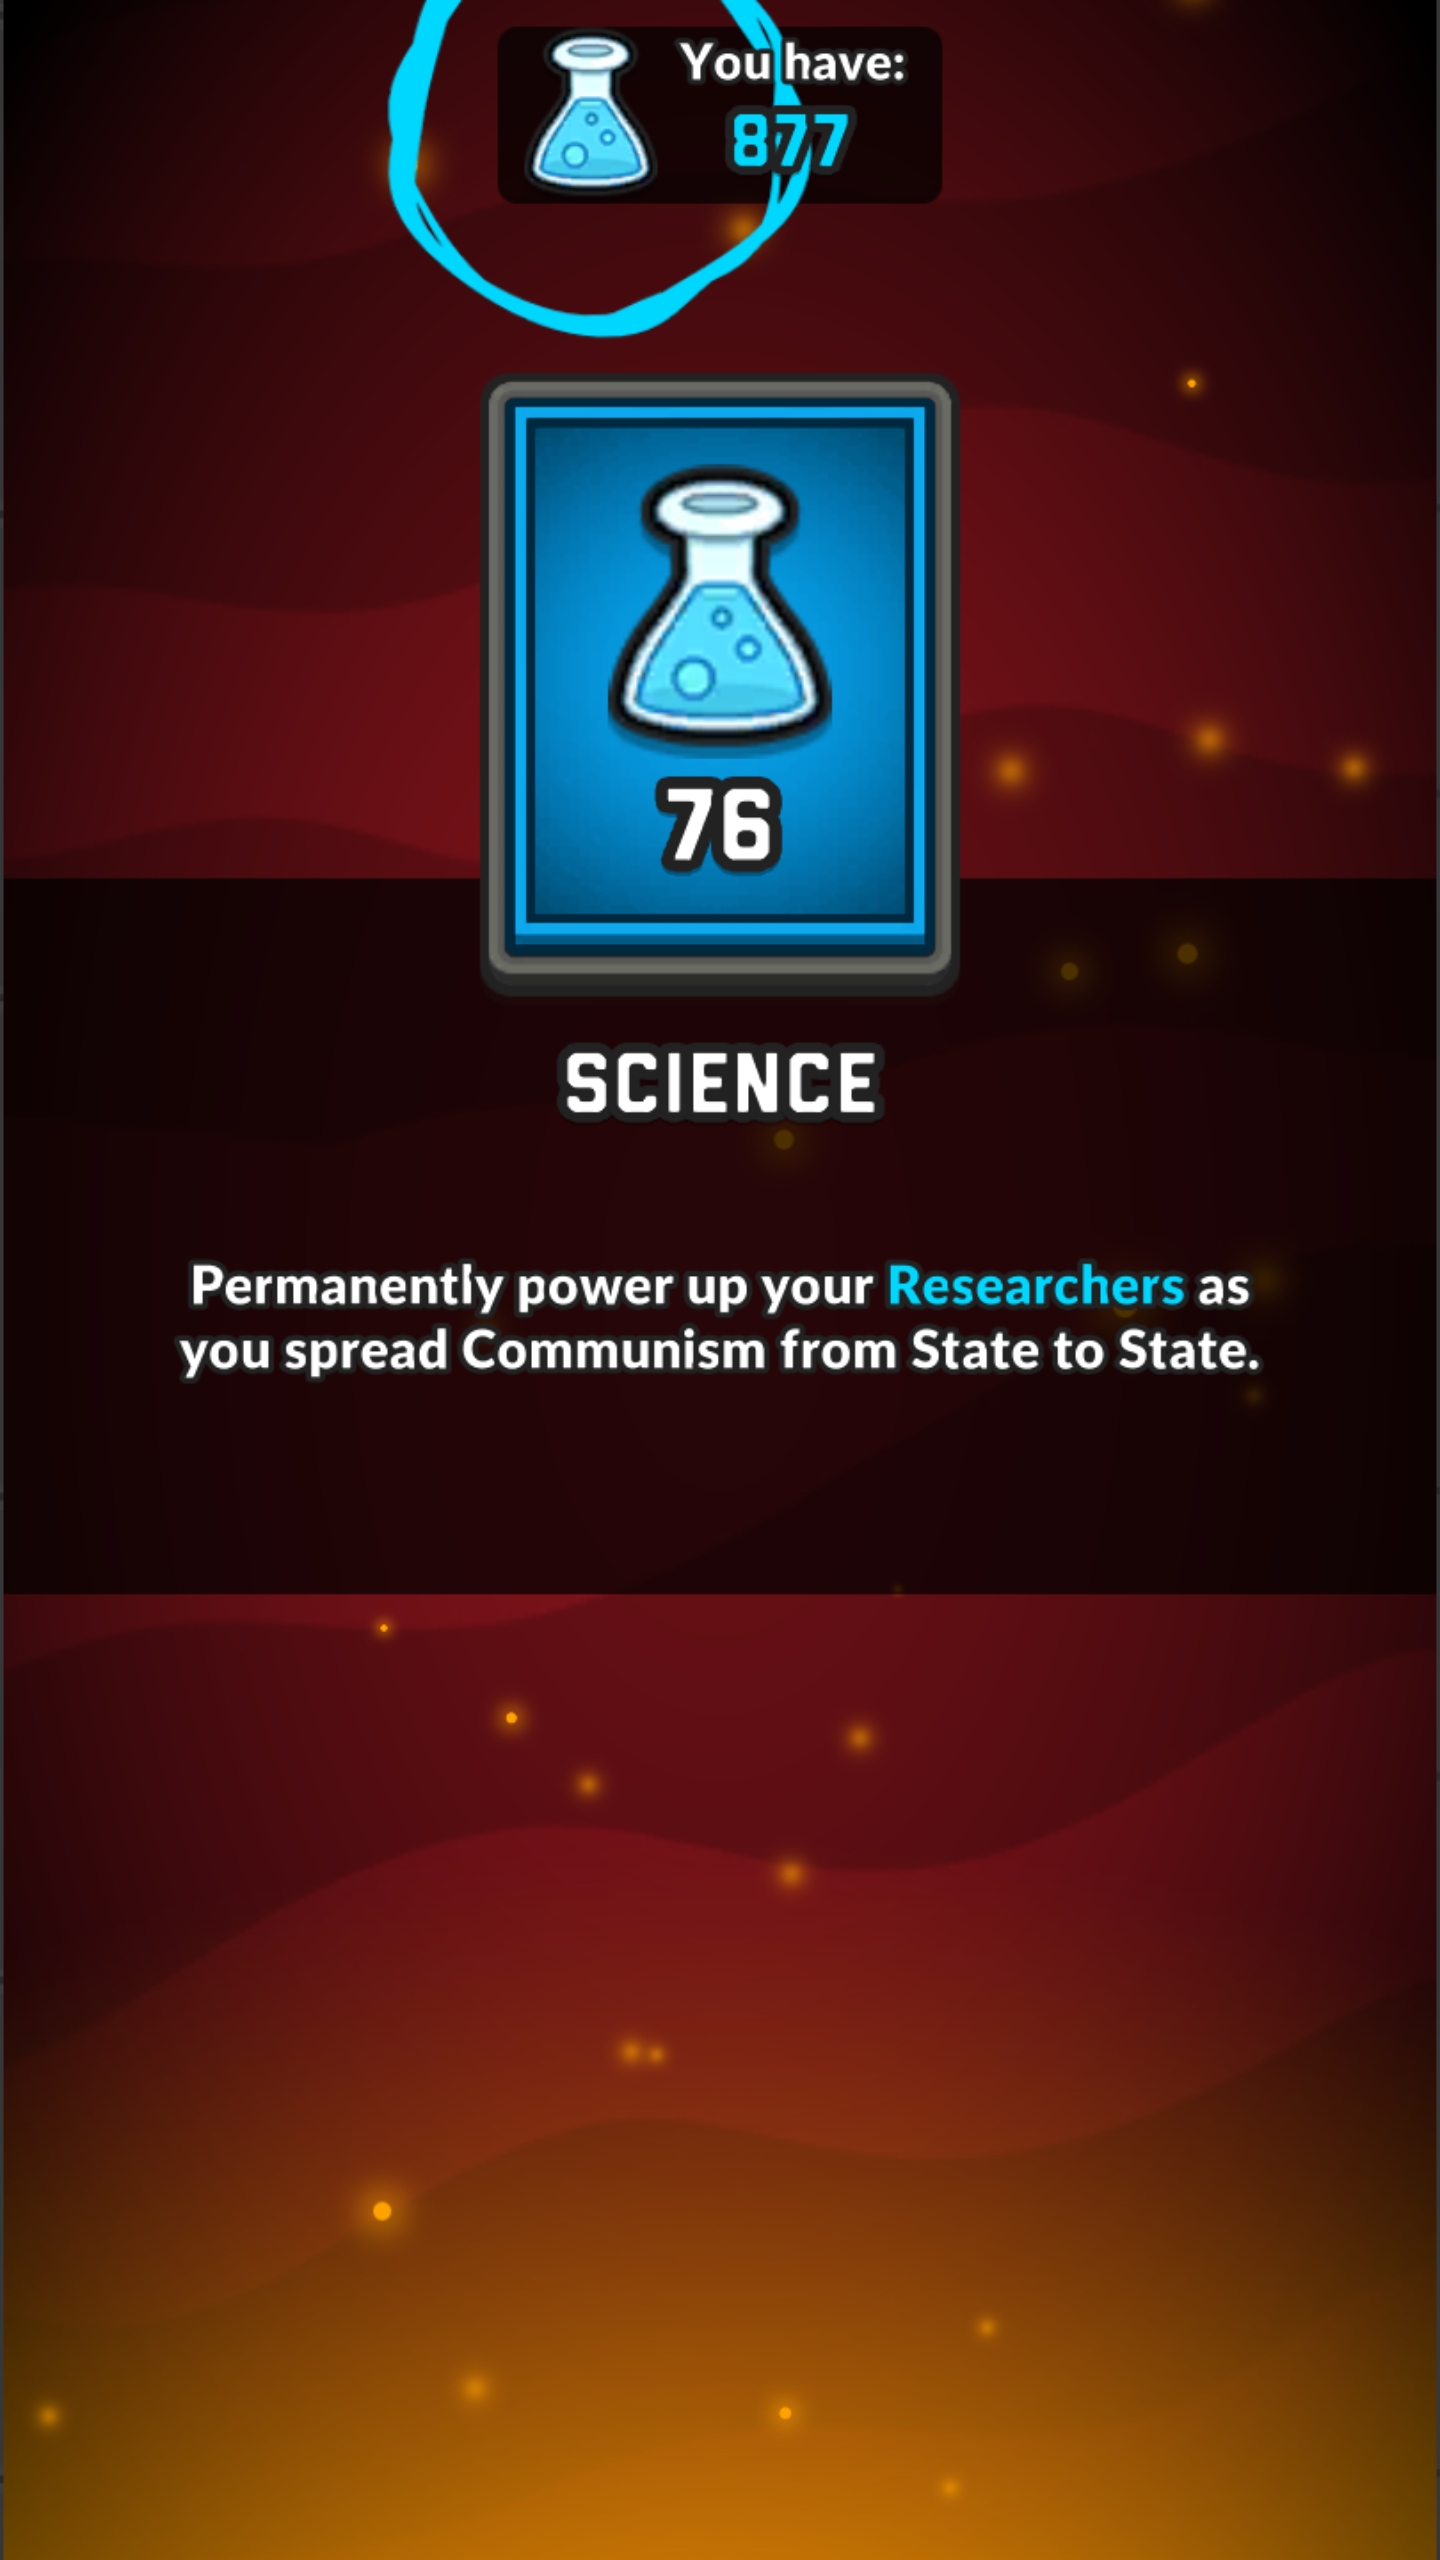 You have:
877
76
SCIENCE
Permanently power up your Researchers as
you spread Communism from State to State.